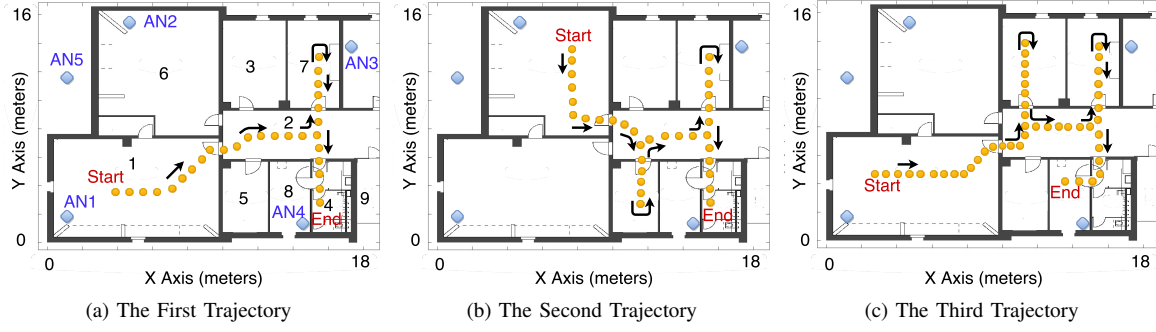 16
AN2
AN5
6
3
7
AN3
Y Axis (meters)
2
1
Start
AN1
5
8
AN4
4
9
End
0
0
18
X Axis (meters)
(a) The First Trajectory
16
Start
Y Axis (meters)
End
0
0
18
X Axis (meters)
(b) The Second Trajectory
16
Y Axis (meters)
Start
End
0
0
18
X Axis (meters)
(c) The Third Trajectory